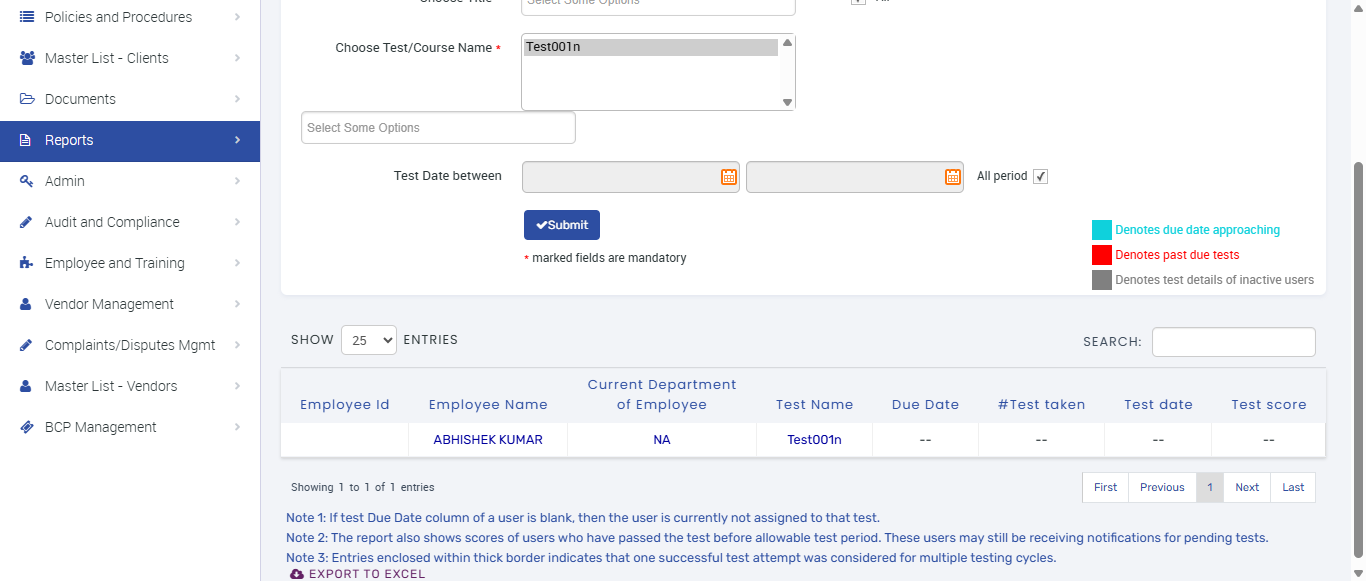 Policies and Procedures
Master List - Clients
Documents
Reports
Admin
Audit and Compliance
Employee and Training
Vendor Management
Complaints/Disputes Mgmt
Master List - Vendors
BCP Management
Choose Test/Course Name *
Test001n
Select Some Options
Test Date between
All period
Submit
* marked fields are mandatory
Denotes due date approaching
Denotes past due tests
Denotes test details of inactive users
SHOW 25 ENTRIES
SEARCH:
Employee Id Employee Name Current Department of Employee Test Name Due Date #Test taken Test date Test score
ABHISHEK KUMAR NA Test001n -- -- -- --
Showing 1 to 1 of 1 entries
First Previous 1 Next Last
Note 1: If test Due Date column of a user is blank, then the user is currently not assigned to that test.
Note 2: The report also shows scores of users who have passed the test before allowable test period. These users may still be receiving notifications for pending tests.
Note 3: Entries enclosed within thick border indicates that one successful test attempt was considered for multiple testing cycles.
EXPORT TO EXCEL